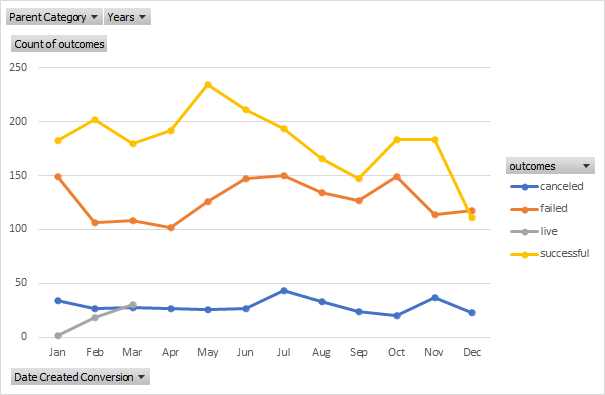 Parent Category Years
Count of outcomes
250
200
150
100
50
0
Jan Feb Mar Apr May Jun Jul Aug Sep Oct Nov Dec
outcomes
canceled
failed
live
successful
Date Created Conversion